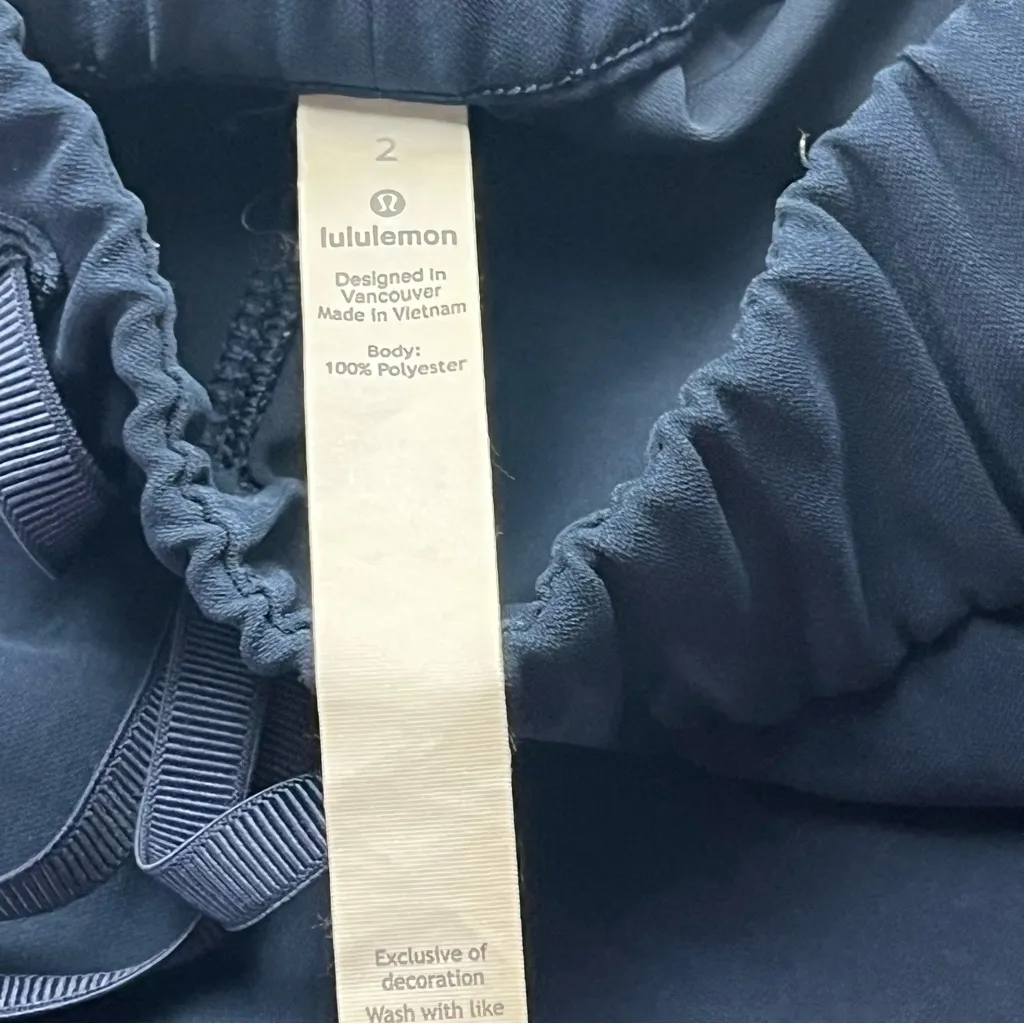 2
lululemon
Designed in
Vancouver
Made in Vietnam
Body:
100% Polyester
Exclusive of
decoration
Wash with like